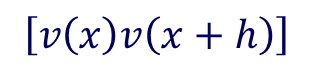 [v(x)v(x + h)]